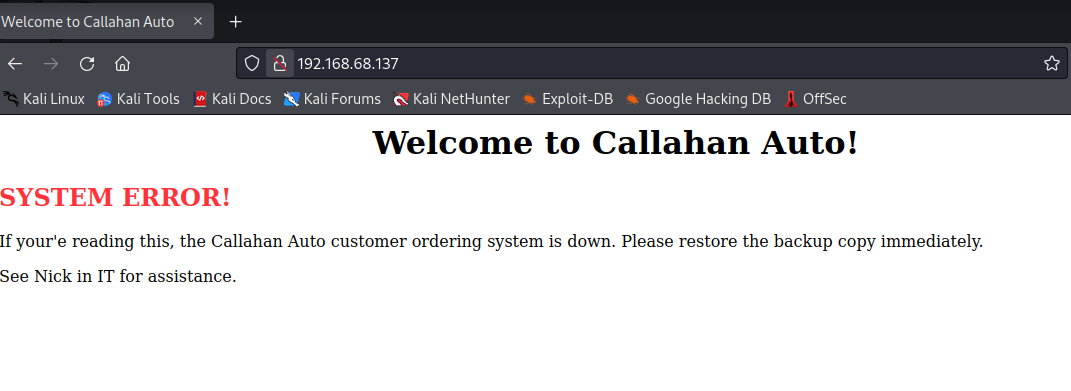 Welcome to Callahan Auto
192.168.68.137
Kali Linux Kali Tools Kali Docs Kali Forums Kali NetHunter Exploit-DB Google Hacking DB OffSec
Welcome to Callahan Auto!
SYSTEM ERROR!
If your'e reading this, the Callahan Auto customer ordering system is down. Please restore the backup copy immediately.
See Nick in IT for assistance.